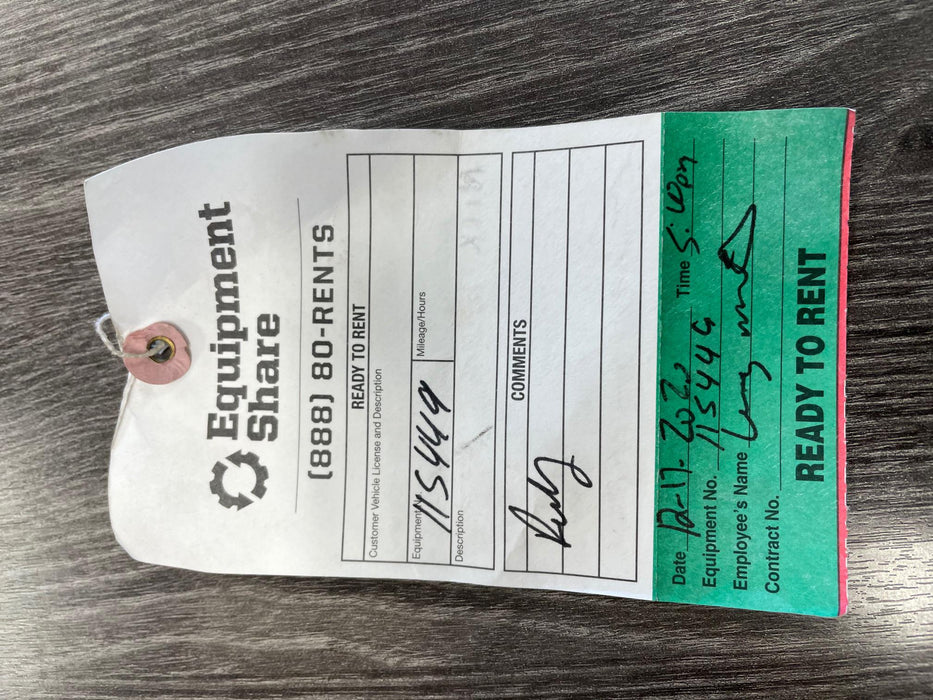 Equipment
Share
(888) 80-RENTS
READY TO RENT
Customer Vehicle License and Description
Equipment Mileage/Hours
115449
Description
COMMENTS
Ready
Date 12-17-2020 Time 5:
Equipment No. 115449
Employee's Name
Contract No.
READY TO RENT